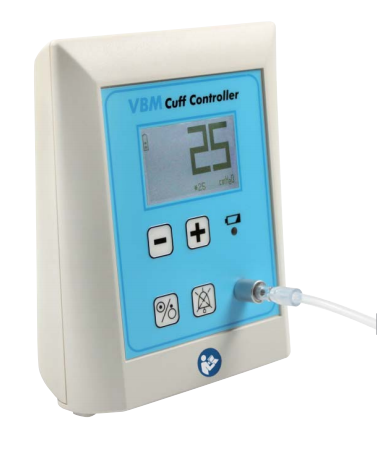 VBM Cuff Controller
25
+25 cmH₂O